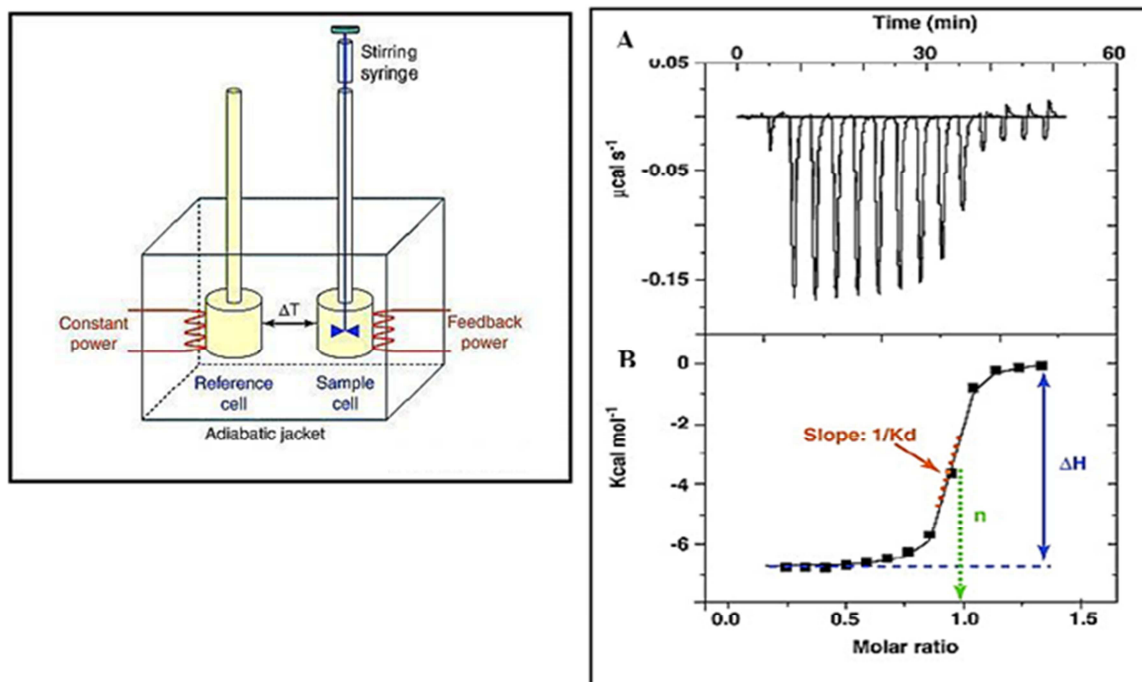 Stirring
syringe
ΔT
Constant
power
Feedback
power
Reference
cell
Sample
cell
Adiabatic jacket
A
Time (min)
0 30 60
0.05
0.00
-0.05
-0.15
μcal s⁻¹
B
0
-2
-4
-6
Kcal mol⁻¹
Slope: 1/Kd
ΔH
n
0.0 0.5 1.0 1.5
Molar ratio